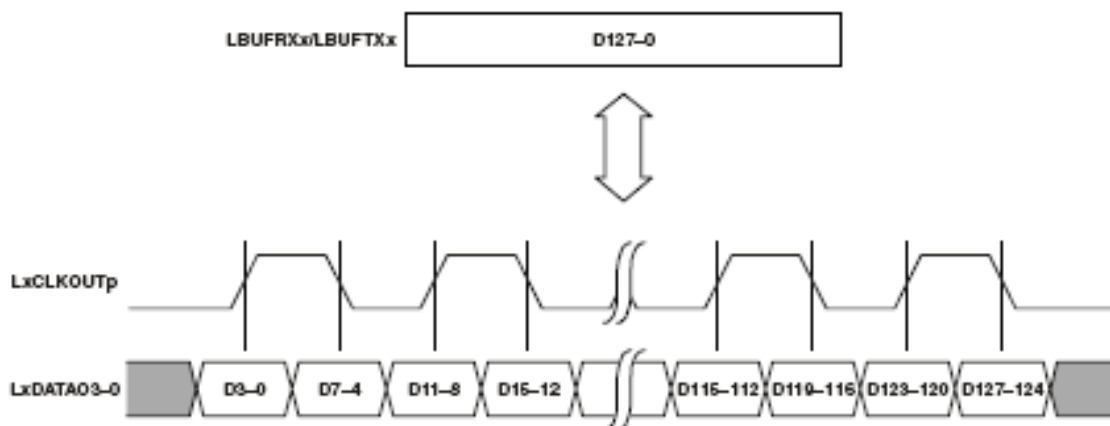 LBUFRXx/LBUFTXx D127–0
LxCLKOUTp
LxDATAO3–0 D3–0 D7–4 D11–8 D15–12 D115–112 D119–116 D123–120 D127–124